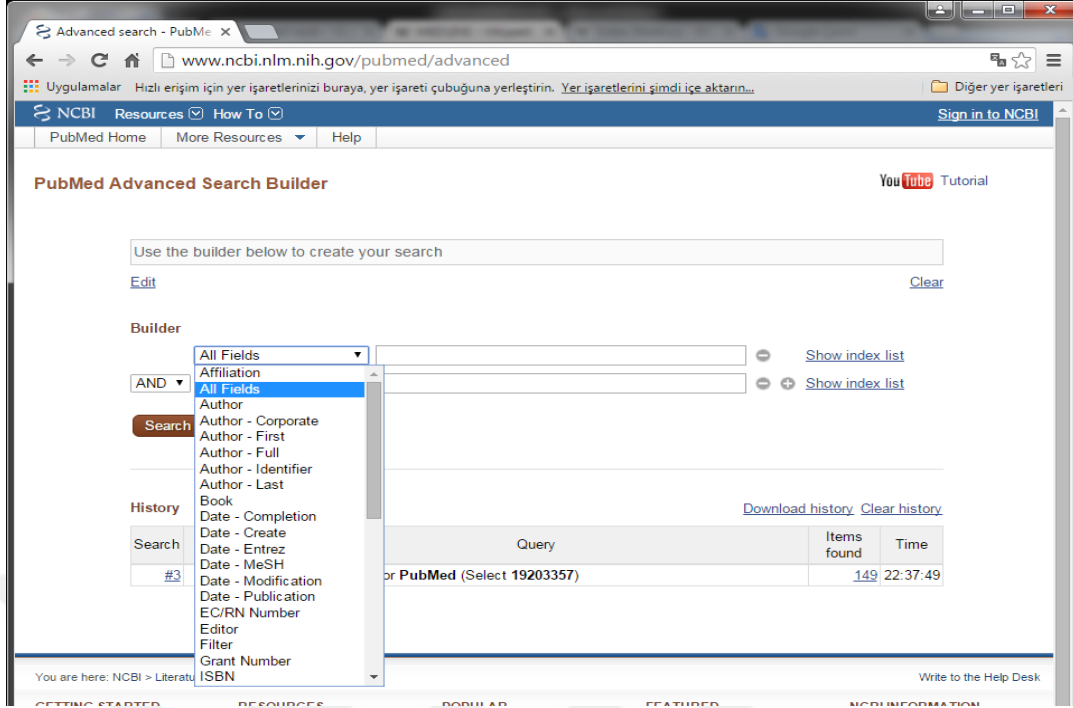 Advanced search - PubMe
www.ncbi.nlm.nih.gov/pubmed/advanced
Uygulamalar Hızlı erişim için yer işaretlerinizi buraya, yer işareti çubuğuna yerleştirin. Yer işaretlerini şimdi içe aktarın... Diğer yer işaretleri
NCBI Resources How To Sign in to NCBI
PubMed Home More Resources Help
PubMed Advanced Search Builder
YouTube Tutorial
Use the builder below to create your search
Edit Clear
Builder
All Fields Show index list
Affiliation
AND All Fields Show index list
Author
Author - Corporate
Search Author - First
Author - Full
Author - Identifier
Author - Last
Book
History Download history Clear history
Date - Completion
Date - Create
Search Query Items found Time
Date - Entrez
Date - MeSH
#3 or PubMed (Select 19203357) 149 22:37:49
Date - Modification
Date - Publication
EC/RN Number
Editor
Filter
Grant Number
ISBN
You are here: NCBI > Literatu Write to the Help Desk
GETTING STARTED RESOURCES POPULAR FEATURED NCBI INFORMATION